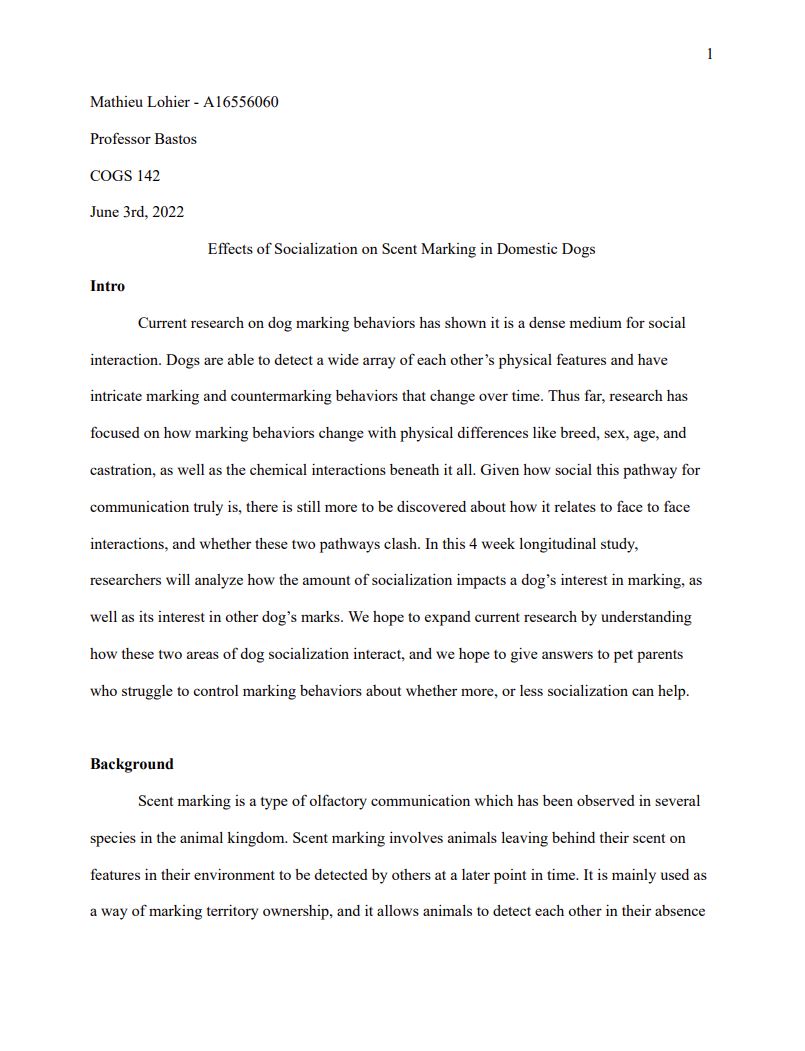 1
Mathieu Lohier - A16556060
Professor Bastos
COGS 142
June 3rd, 2022
Effects of Socialization on Scent Marking in Domestic Dogs
Intro
Current research on dog marking behaviors has shown it is a dense medium for social
interaction. Dogs are able to detect a wide array of each other’s physical features and have
intricate marking and countermarking behaviors that change over time. Thus far, research has
focused on how marking behaviors change with physical differences like breed, sex, age, and
castration, as well as the chemical interactions beneath it all. Given how social this pathway for
communication truly is, there is still more to be discovered about how it relates to face to face
interactions, and whether these two pathways clash. In this 4 week longitudinal study,
researchers will analyze how the amount of socialization impacts a dog’s interest in marking, as
well as its interest in other dog’s marks. We hope to expand current research by understanding
how these two areas of dog socialization interact, and we hope to give answers to pet parents
who struggle to control marking behaviors about whether more, or less socialization can help.
Background
Scent marking is a type of olfactory communication which has been observed in several
species in the animal kingdom. Scent marking involves animals leaving behind their scent on
features in their environment to be detected by others at a later point in time. It is mainly used as
a way of marking territory ownership, and it allows animals to detect each other in their absence